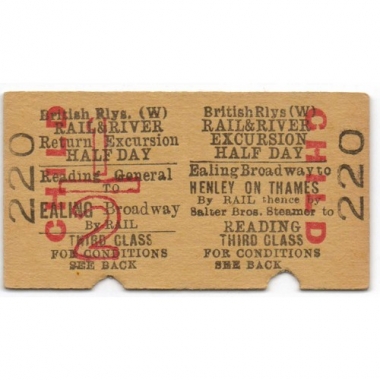 220
CHLD
British Rlys. (W)
RAIL&RIVER
Return Excursion
HALF DAY
Reading General
TO
EALING Broadway
By RAIL
THIRD CLASS
FOR CONDITIONS
SEE BACK
British Rlys (W)
RAIL&RIVER
EXCURSION
HALF DAY
Ealing Broadway to
HENLEY ON THAMES
By RAIL thence by
Salter Bros. Steamer to
READING
THIRD CLASS
FOR CONDITIONS
SEE BACK
CHILD
220